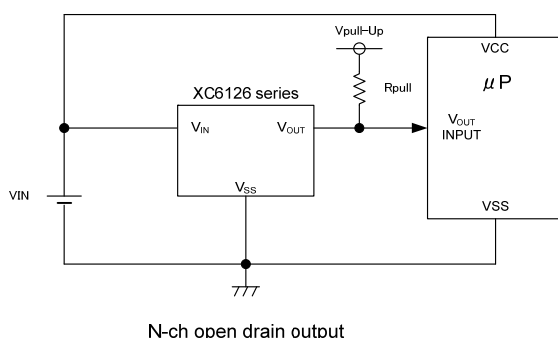 Vpull-Up
VCC
μP
XC6126 series
Rpull
VIN
VOUT
VOUT
INPUT
VSS
VIN
VSS
N-ch open drain output